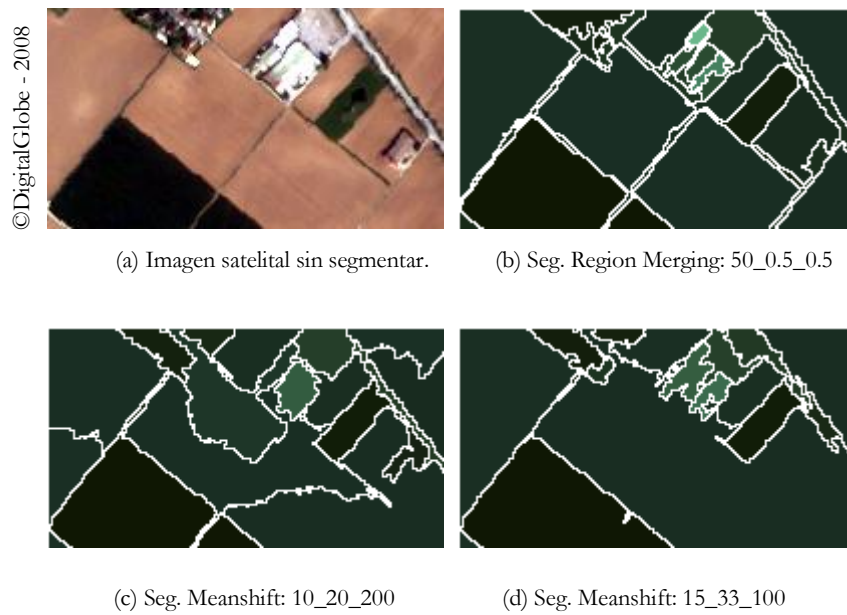 ©DigitalGlobe - 2008
(a) Imagen satelital sin segmentar.
(b) Seg. Region Merging: 50_0.5_0.5
(c) Seg. Meanshift: 10_20_200
(d) Seg. Meanshift: 15_33_100